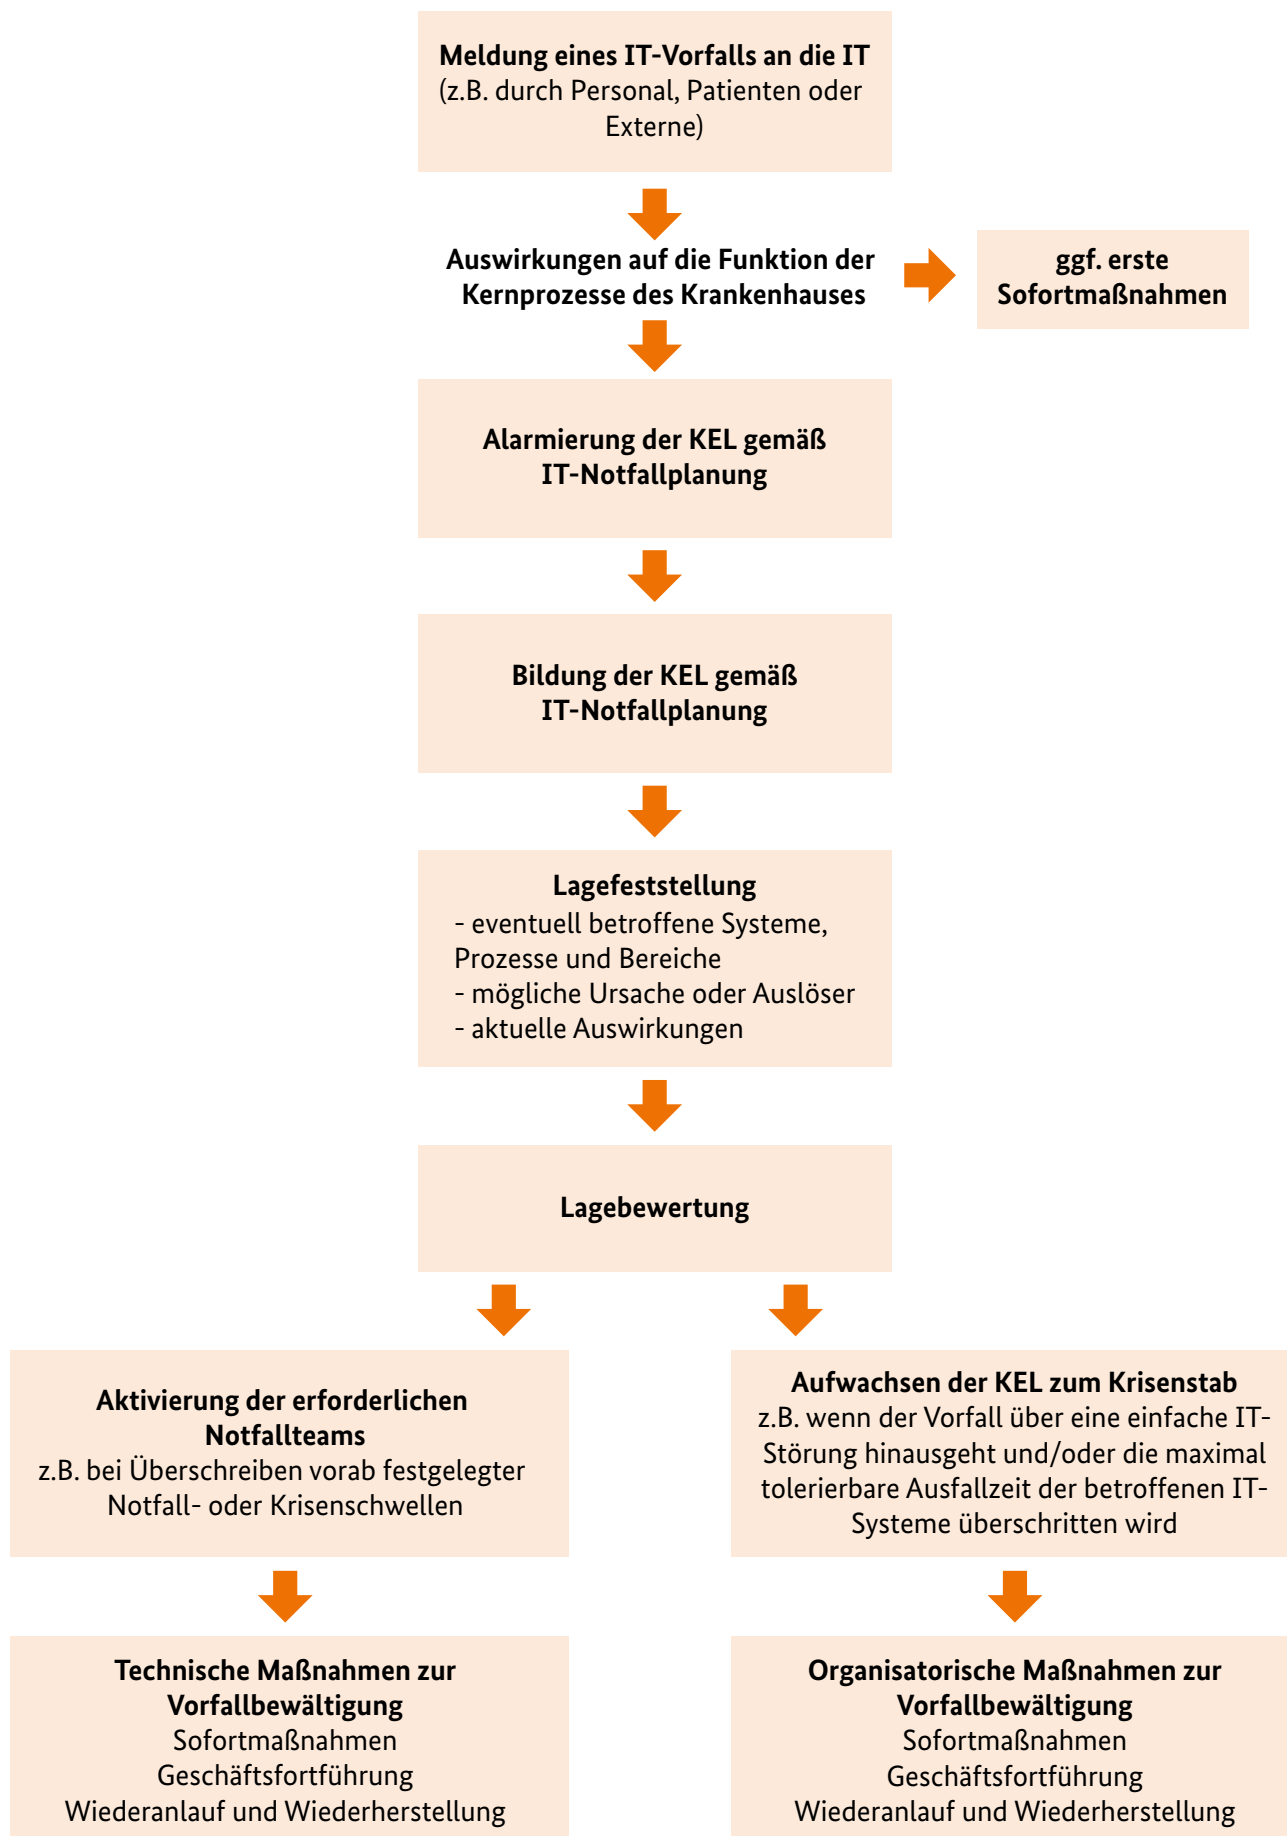 Meldung eines IT-Vorfalls an die IT
(z.B. durch Personal, Patienten oder
Externe)
Auswirkungen auf die Funktion der
Kernprozesse des Krankenhauses
ggf. erste
Sofortmaßnahmen
Alarmierung der KEL gemäß
IT-Notfallplanung
Bildung der KEL gemäß
IT-Notfallplanung
Lagefeststellung
- eventuell betroffene Systeme,
Prozesse und Bereiche
- mögliche Ursache oder Auslöser
- aktuelle Auswirkungen
Lagebewertung
Aktivierung der erforderlichen
Notfallteams
z.B. bei Überschreiben vorab festgelegter
Notfall- oder Krisenschwellen
Aufwachsen der KEL zum Krisenstab
z.B. wenn der Vorfall über eine einfache IT-
Störung hinausgeht und/oder die maximal
tolerierbare Ausfallzeit der betroffenen IT-
Systeme überschritten wird
Technische Maßnahmen zur
Vorfallbewältigung
Sofortmaßnahmen
Geschäftsfortführung
Wiederanlauf und Wiederherstellung
Organisatorische Maßnahmen zur
Vorfallbewältigung
Sofortmaßnahmen
Geschäftsfortführung
Wiederanlauf und Wiederherstellung